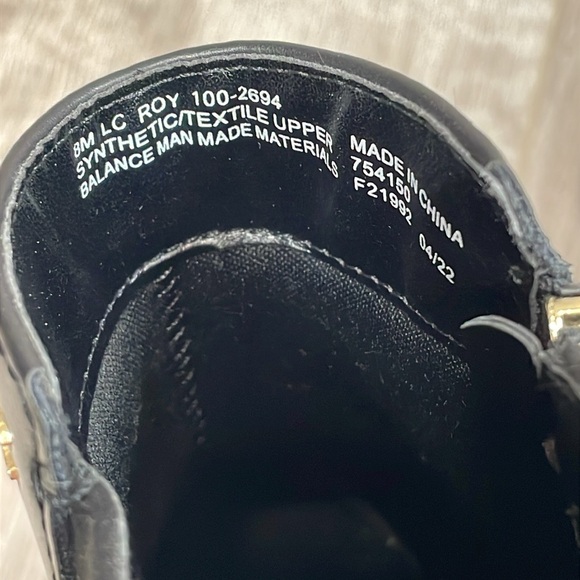 8M LC ROY 100-2694
SYNTHETIC/TEXTILE UPPER
BALANCE MAN MADE MATERIALS
MADE IN CHINA
754150
F21992 04/22